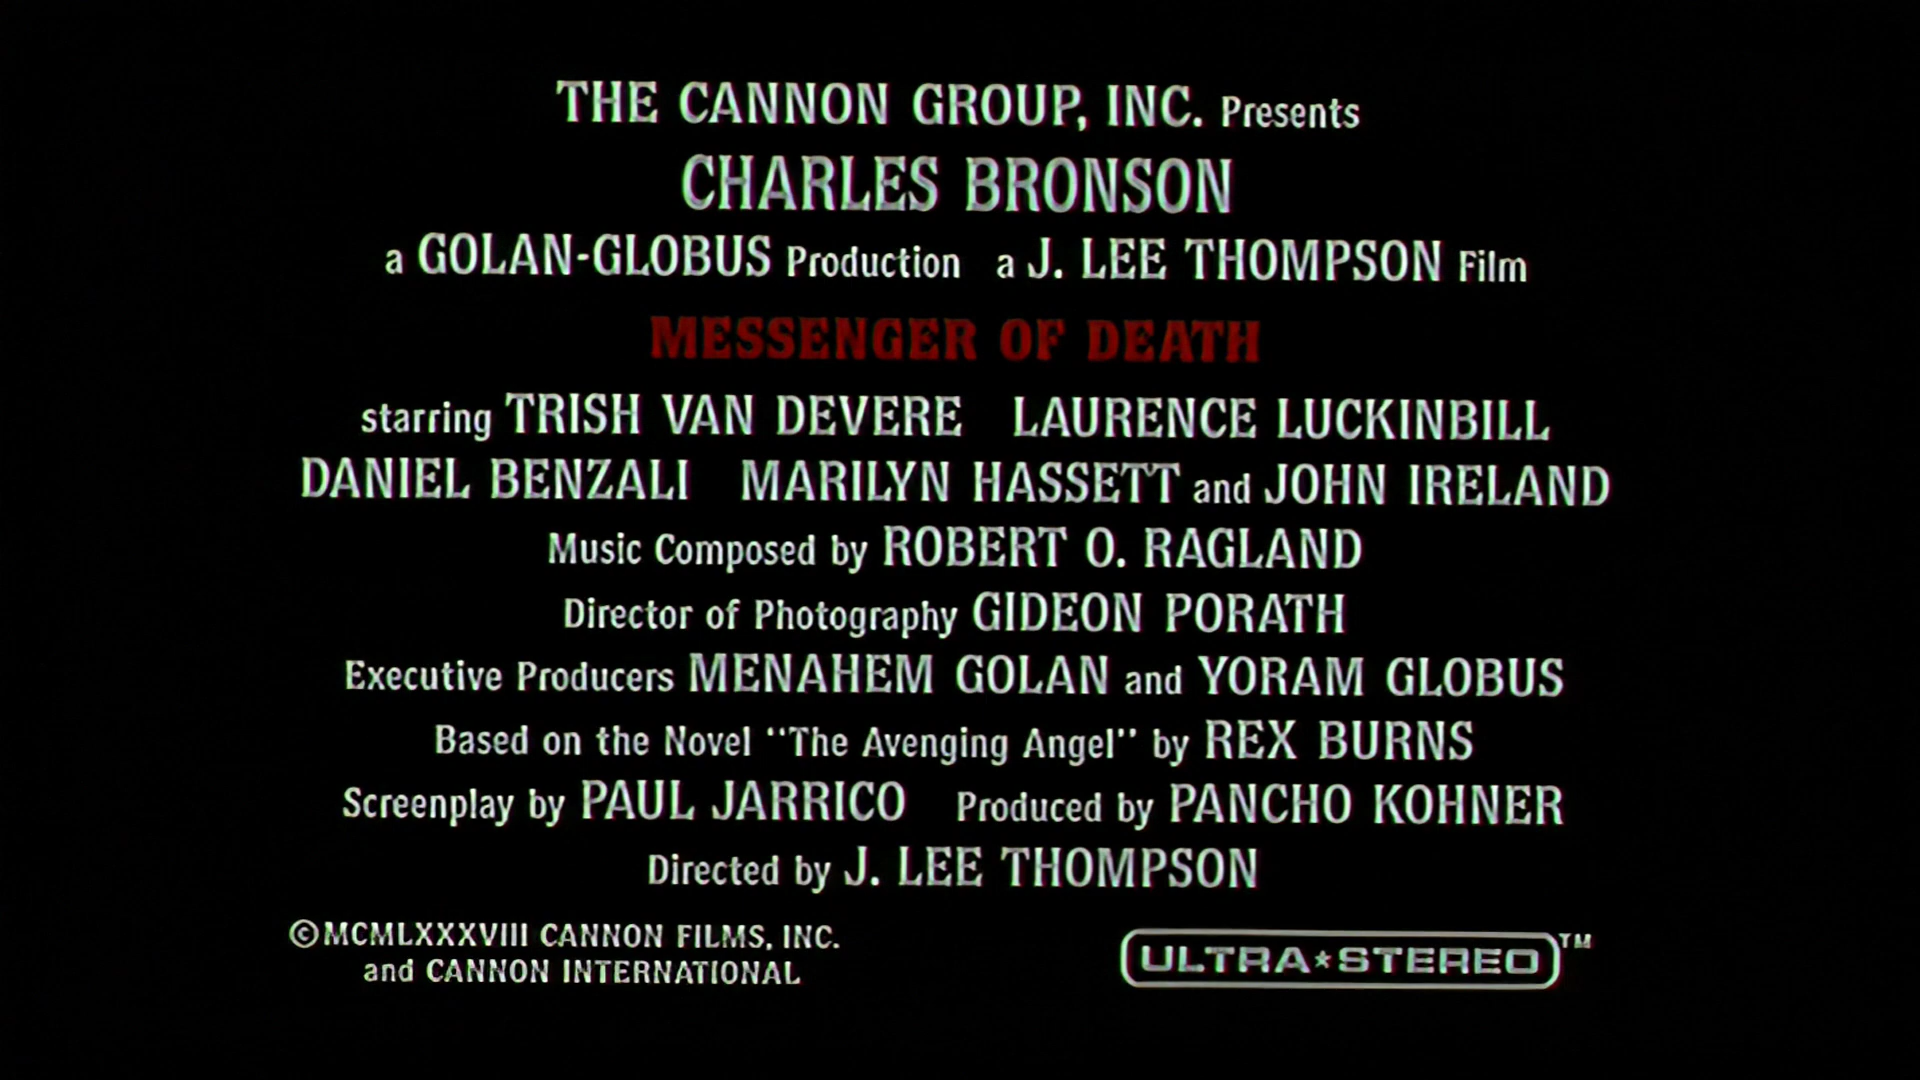 THE CANNON GROUP, INC. Presents
CHARLES BRONSON
a GOLAN-GLOBUS Production a J. LEE THOMPSON Film
MESSENGER OF DEATH
starring TRISH VAN DEVERE LAURENCE LUCKINBILL
DANIEL BENZALI MARILYN HASSETT and JOHN IRELAND
Music Composed by ROBERT O. RAGLAND
Director of Photography GIDEON PORATH
Executive Producers MENAHEM GOLAN and YORAM GLOBUS
Based on the Novel "The Avenging Angel" by REX BURNS
Screenplay by PAUL JARRICO Produced by PANCHO KOHNER
Directed by J. LEE THOMPSON
©MCMLXXXVIII CANNON FILMS, INC.
and CANNON INTERNATIONAL
ULTRA★STEREO™